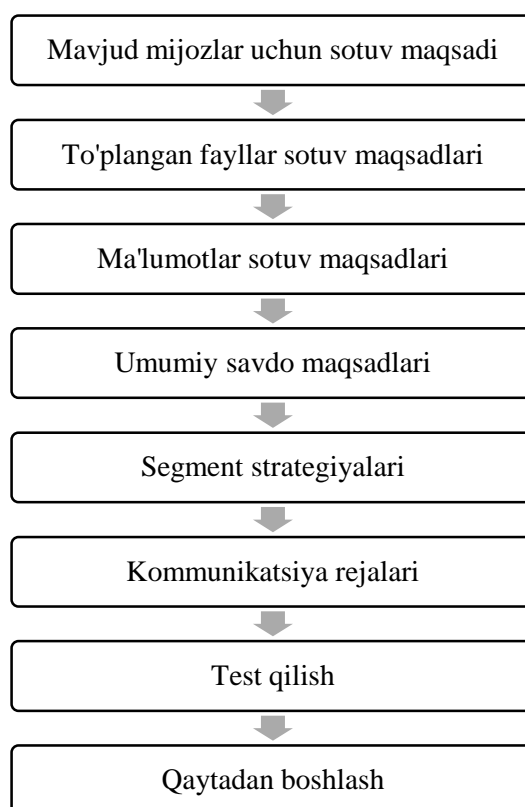 Mavjud mijozlar uchun sotuv maqsadi
To'plangan fayllar sotuv maqsadlari
Ma'lumotlar sotuv maqsadlari
Umumiy savdo maqsadlari
Segment strategiyalari
Kommunikatsiya rejalari
Test qilish
Qaytadan boshlash